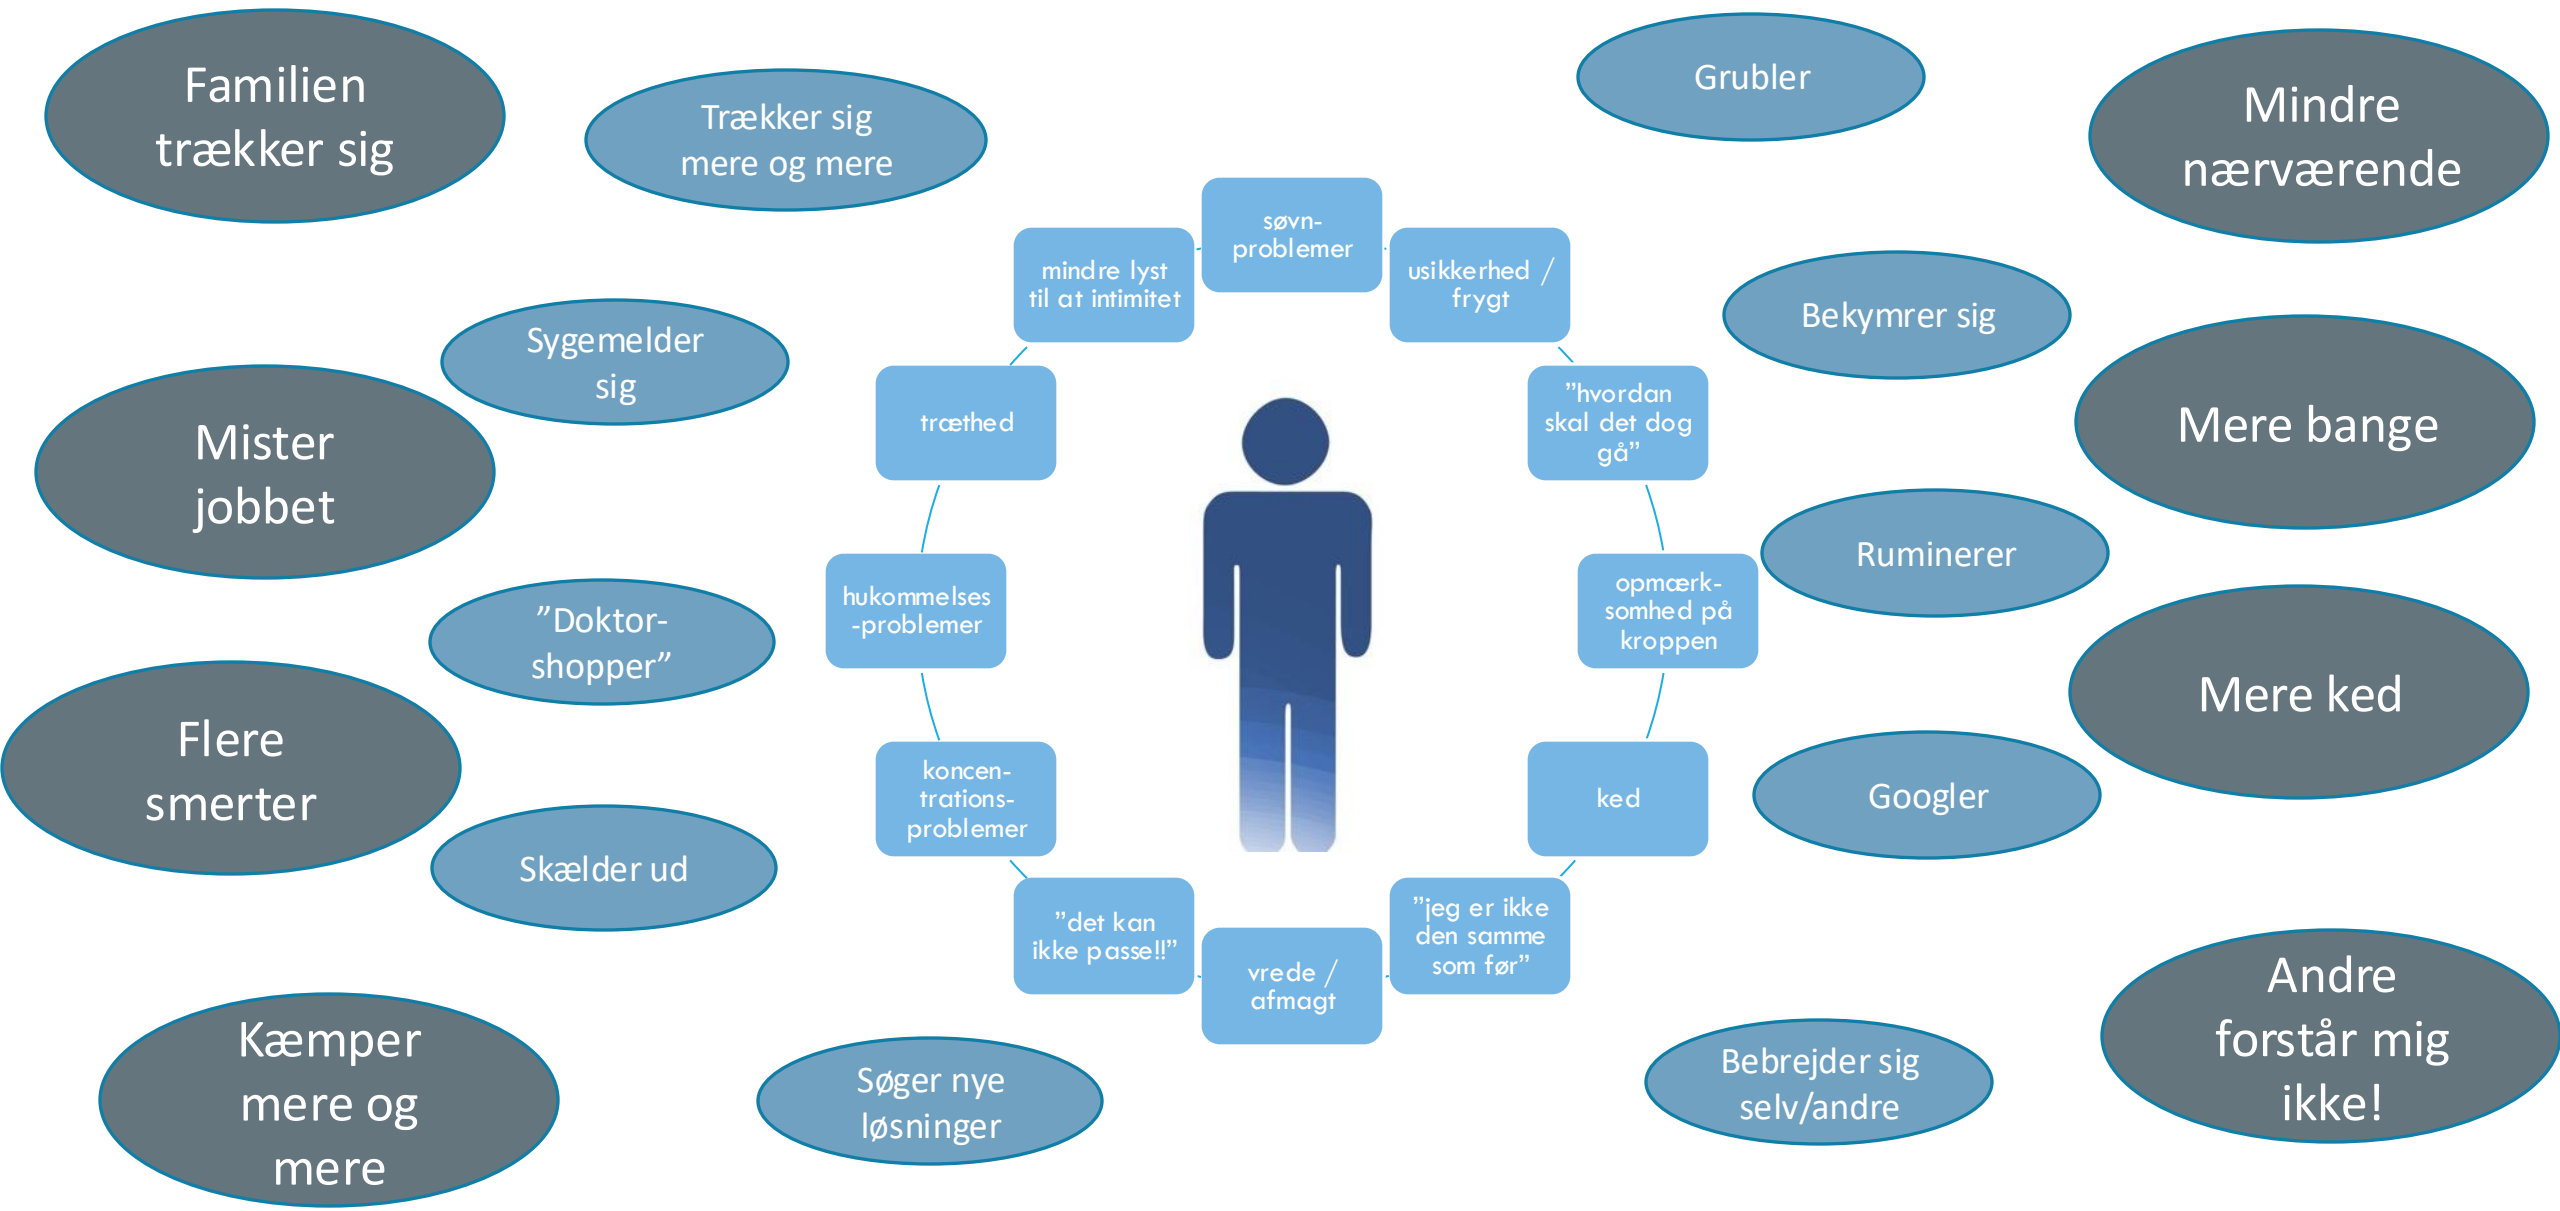 Familien
trækker sig
Trækker sig
mere og mere
Grubler
Mindre
nærværende
søvn-
problemer
mindre lyst
til at intimitet
usikkerhed /
frygt
Bekymrer sig
Sygemelder
sig
Mister
jobbet
træthed
”hvordan
skal det dog
gå”
Mere bange
Ruminerer
”Doktor-
shopper”
hukommelses
-problemer
opmærk-
somhed på
kroppen
Mere ked
Flere
smerter
koncen-
trations-
problemer
ked
Googler
Skælder ud
”det kan
ikke passe!!”
vrede /
afmagt
”jeg er ikke
den samme
som før”
Kæmper
mere og
mere
Søger nye
løsninger
Bebrejder sig
selv/andre
Andre
forstår mig
ikke!